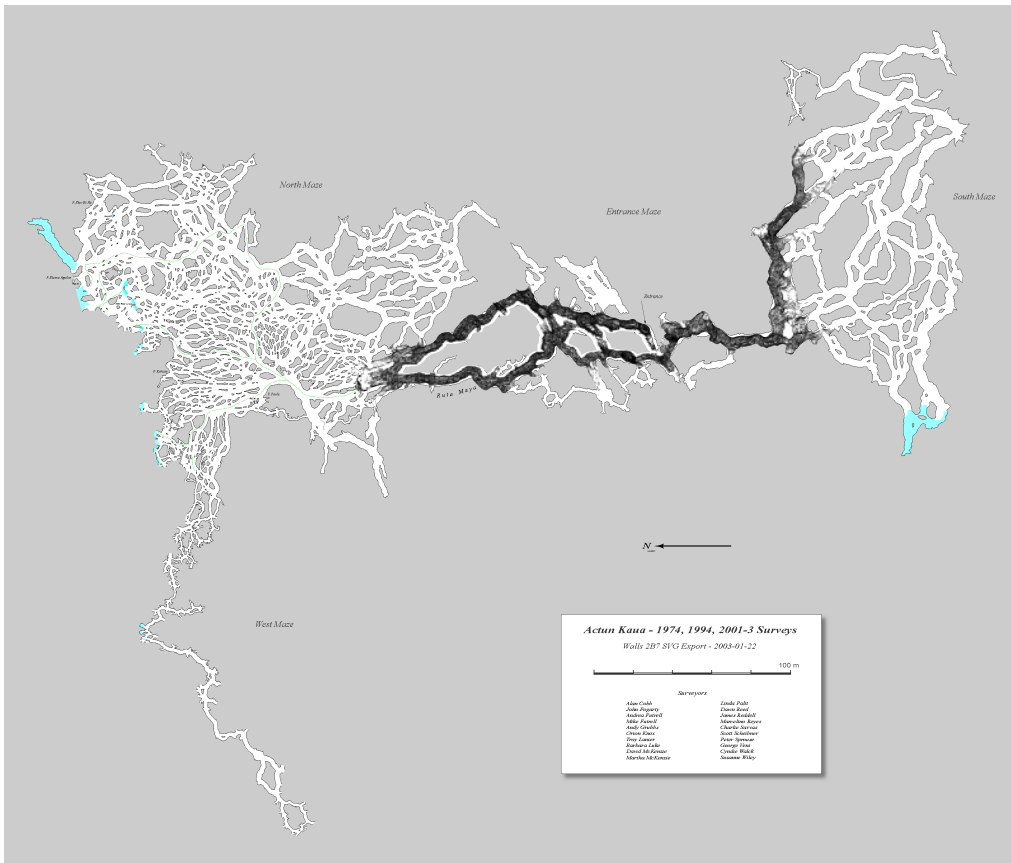 North Maze
Entrance Maze
South Maze
Entrance
Ruta Maya
N
West Maze
Actun Kaua - 1974, 1994, 2001-3 Surveys
Walls 2B7 SVG Export - 2003-01-22
100 m
Surveyors
Alan Cobb
John Fogarty
Andrea Futrell
Mike Futrell
Andy Grubbs
Orion Knox
Troy Lanier
Barbara Luke
David McKenzie
Martha McKenzie
Linda Palit
Dawn Reed
James Reddell
Marcelino Reyes
Charlie Savvas
Scott Scheibner
Peter Sprouse
George Veni
Cyndie Walck
Suzanne Wiley